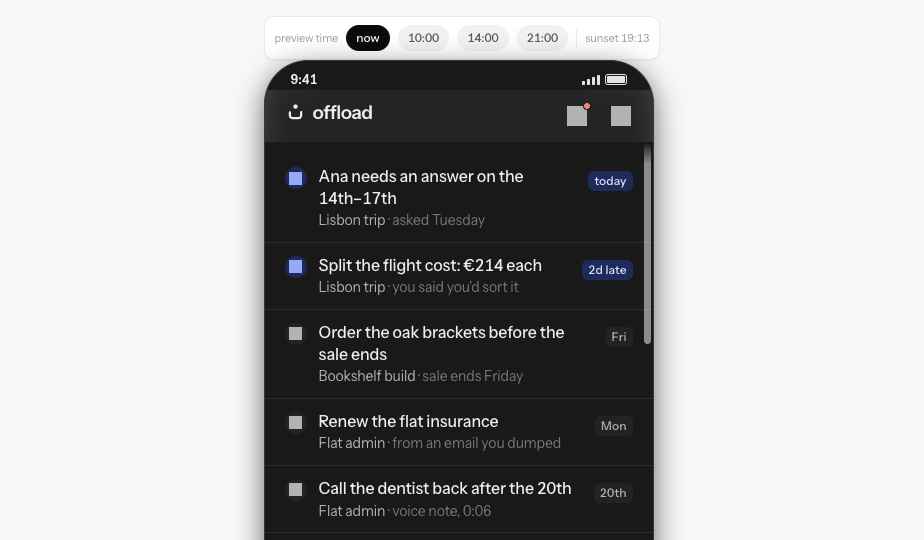 preview time now 10:00 14:00 21:00 sunset 19:13
9:41
offload
Ana needs an answer on the
14th–17th
today
Lisbon trip · asked Tuesday
Split the flight cost: €214 each
2d late
Lisbon trip · you said you'd sort it
Order the oak brackets before the
sale ends
Fri
Bookshelf build · sale ends Friday
Renew the flat insurance
Mon
Flat admin · from an email you dumped
Call the dentist back after the 20th
20th
Flat admin · voice note, 0:06